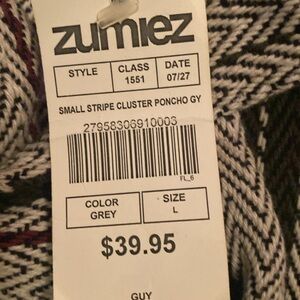 zumiez
STYLE CLASS DATE
1551 07/27
SMALL STRIPE CLUSTER PONCHO GY
27958306910003
FL_6
COLOR SIZE
GREY L
$39.95
GUY